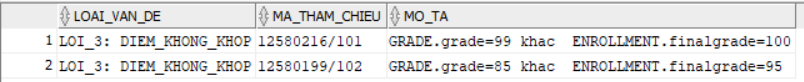 LOAI_VAN_DE MA_THAM_CHIEU MO_TA
1 LOI_3: DIEM_KHONG_KHOP 12580216/101 GRADE.grade=99 khac  ENROLLMENT.finalgrade=100
2 LOI_3: DIEM_KHONG_KHOP 12580199/102 GRADE.grade=85 khac  ENROLLMENT.finalgrade=95